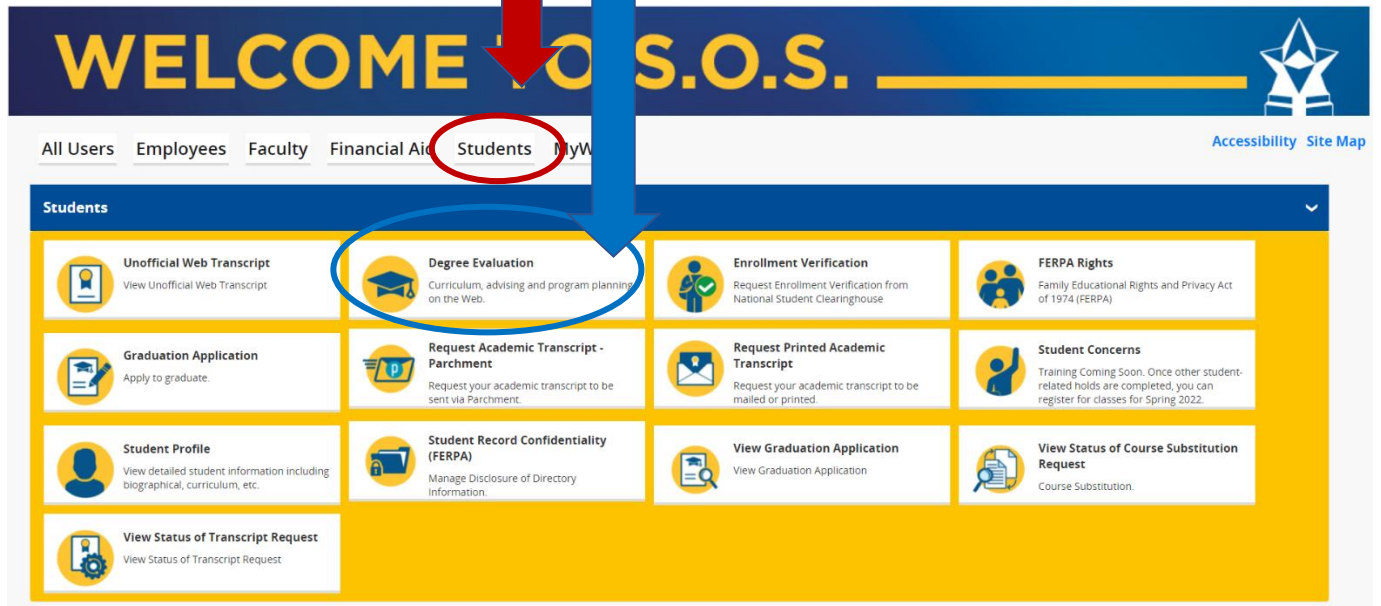 WELCOME TO S.O.S.
Accessibility Site Map
All Users Employees Faculty Financial Aid Students
Students
Unofficial Web Transcript
View Unofficial Web Transcript
Degree Evaluation
Curriculum, advising and program planning
on the Web.
Enrollment Verification
Request Enrollment Verification from
National Student Clearinghouse
FERPA Rights
Family Educational Rights and Privacy Act
of 1974 (FERPA)
Graduation Application
Apply to graduate.
Request Academic Transcript -
Parchment
Request your academic transcript to be
sent via Parchment.
Request Printed Academic
Transcript
Request your academic transcript to be
mailed or printed.
Student Concerns
Training Coming Soon. Once other student-
related holds are completed, you can
register for classes for Spring 2022.
Student Profile
View detailed student information including
biographical, curriculum, etc.
Student Record Confidentiality
(FERPA)
Manage Disclosure of Directory
Information.
View Graduation Application
View Graduation Application
View Status of Course Substitution
Request
Course Substitution.
View Status of Transcript Request
View Status of Transcript Request